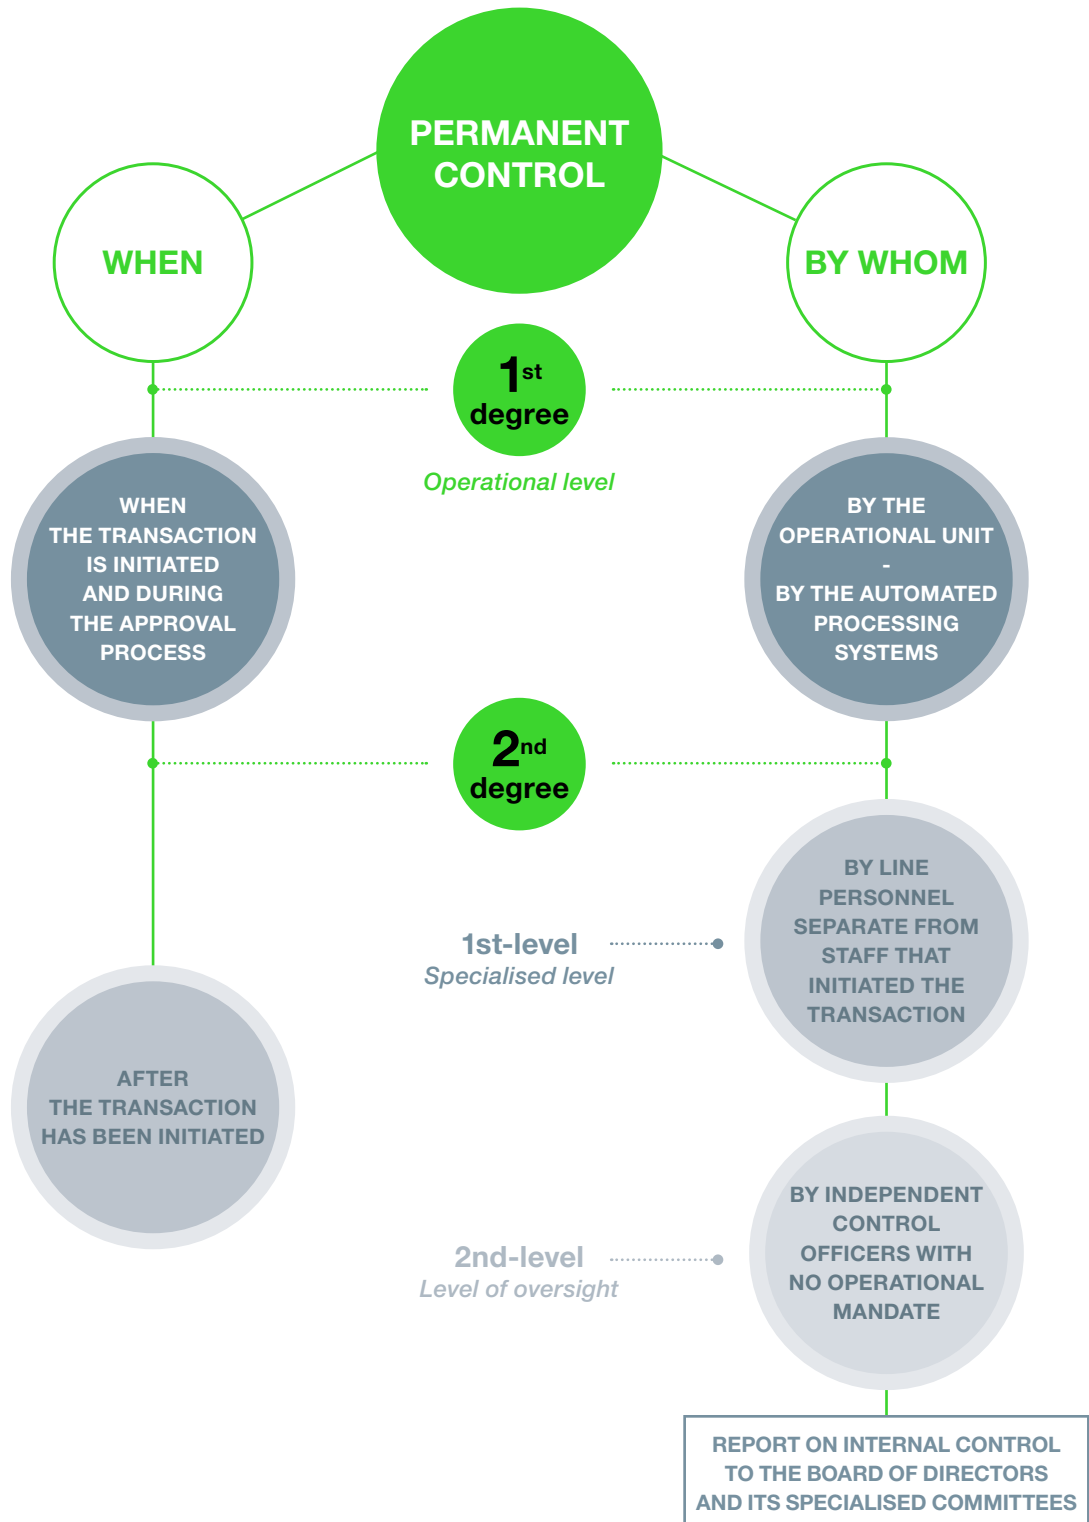 PERMANENT
CONTROL
WHEN
BY WHOM
1st
degree
Operational level
WHEN
THE TRANSACTION
IS INITIATED
AND DURING
THE APPROVAL
PROCESS
BY THE
OPERATIONAL UNIT
-
BY THE AUTOMATED
PROCESSING
SYSTEMS
2nd
degree
1st-level
Specialised level
BY LINE
PERSONNEL
SEPARATE FROM
STAFF THAT
INITIATED THE
TRANSACTION
AFTER
THE TRANSACTION
HAS BEEN INITIATED
2nd-level
Level of oversight
BY INDEPENDENT
CONTROL
OFFICERS WITH
NO OPERATIONAL
MANDATE
REPORT ON INTERNAL CONTROL
TO THE BOARD OF DIRECTORS
AND ITS SPECIALISED COMMITTEES